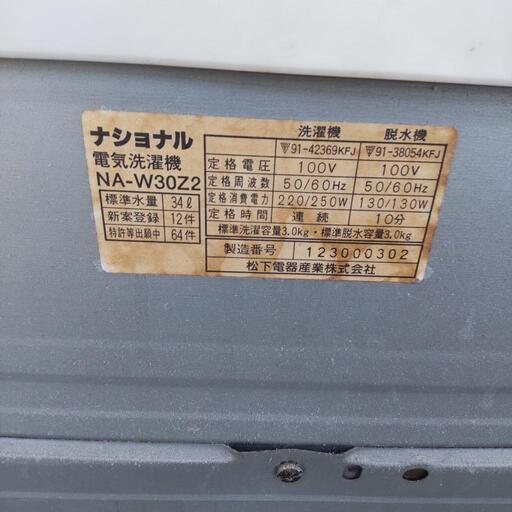 ナショナル
電気洗濯機
NA-W30Z2
標準水量 34ℓ
新案登録 12件
特許等出願中 64件
洗濯機 脱水機
91-42369KFJ 91-38054KFJ
定格電圧 100V 100V
定格周波数 50/60Hz 50/60Hz
定格消費電力 220/250W 130/130W
定格時間 連続 10分
標準洗濯容量3.0kg・標準脱水容量3.0kg
製造番号 123000302
松下電器産業株式会社